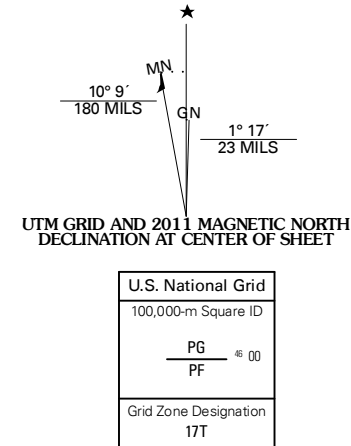 ★
MN
10° 9´
180 MILS
GN
1° 17´
23 MILS
UTM GRID AND 2011 MAGNETIC NORTH
DECLINATION AT CENTER OF SHEET
U.S. National Grid
100,000-m Square ID
PG
46 00
PF
Grid Zone Designation
17T